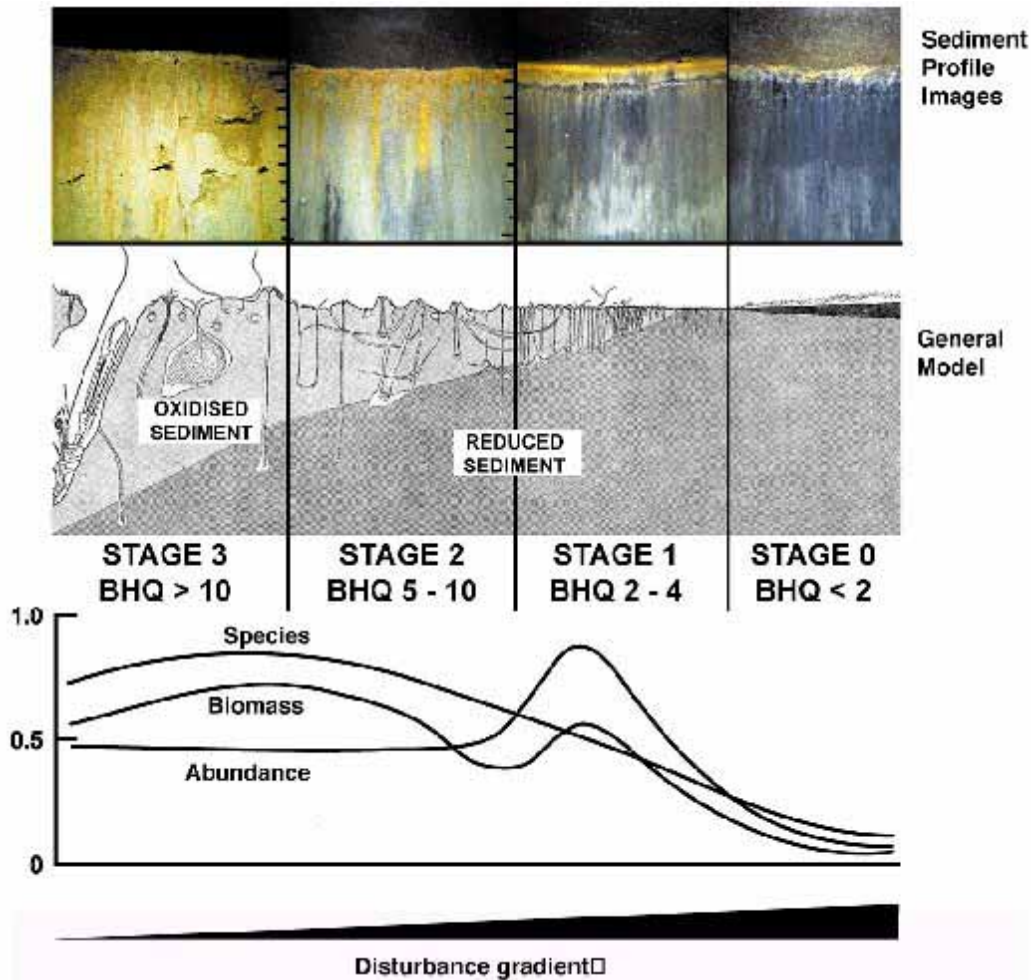 Sediment
Profile
Images
General
Model
OXIDISED
SEDIMENT
REDUCED
SEDIMENT
STAGE 3
BHQ > 10
STAGE 2
BHQ 5 - 10
STAGE 1
BHQ 2 - 4
STAGE 0
BHQ < 2
1.0
Species
Biomass
0.5
Abundance
0
Disturbance gradient□